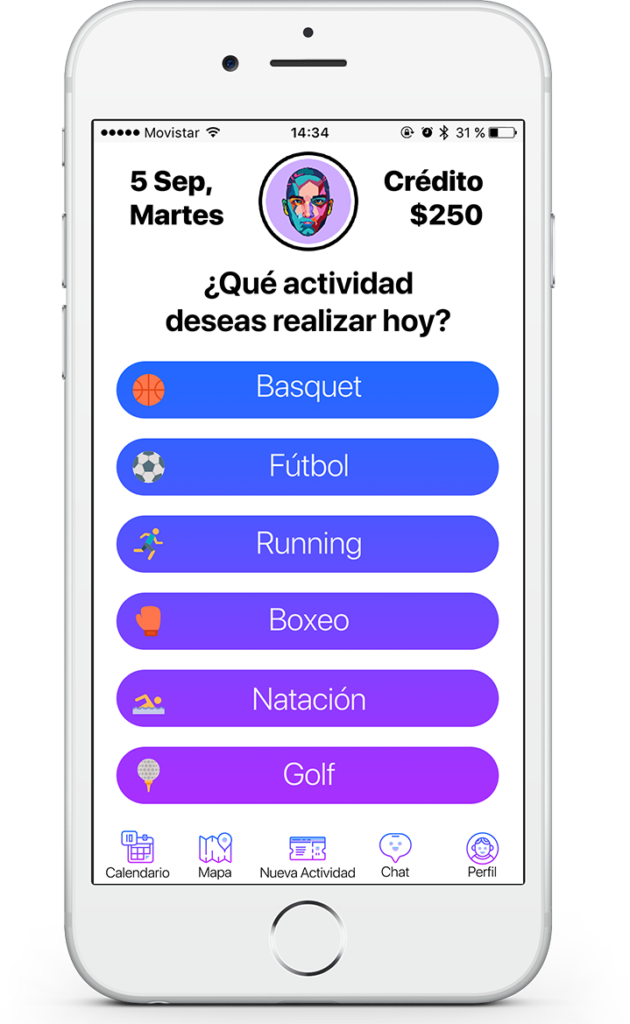 Movistar 14:34 31 %
5 Sep,
Martes
Crédito
$250
¿Qué actividad
deseas realizar hoy?
Basquet
Fútbol
Running
Boxeo
Natación
Golf
10
Calendario Mapa Nueva Actividad Chat Perfil